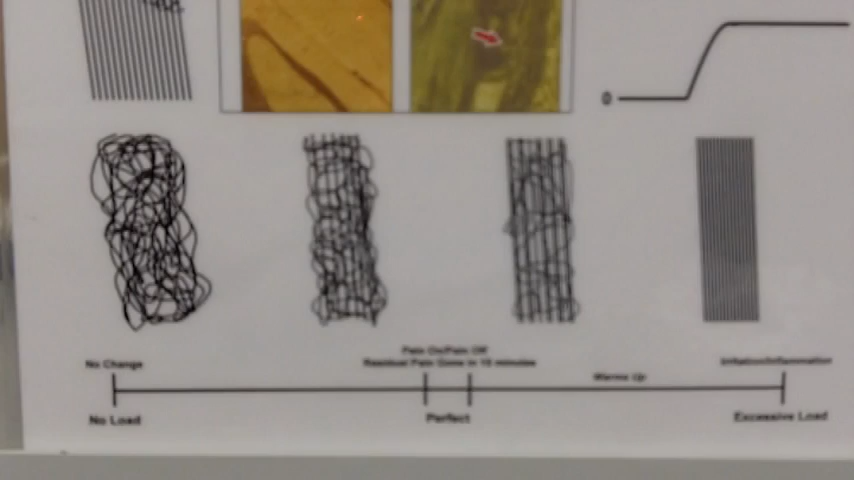 0
No Change
Pain On/Pain Off
Residual Pain Gone in 10 minutes
Warms Up
Irritation/Inflammation
No Load
Perfect
Excessive Load